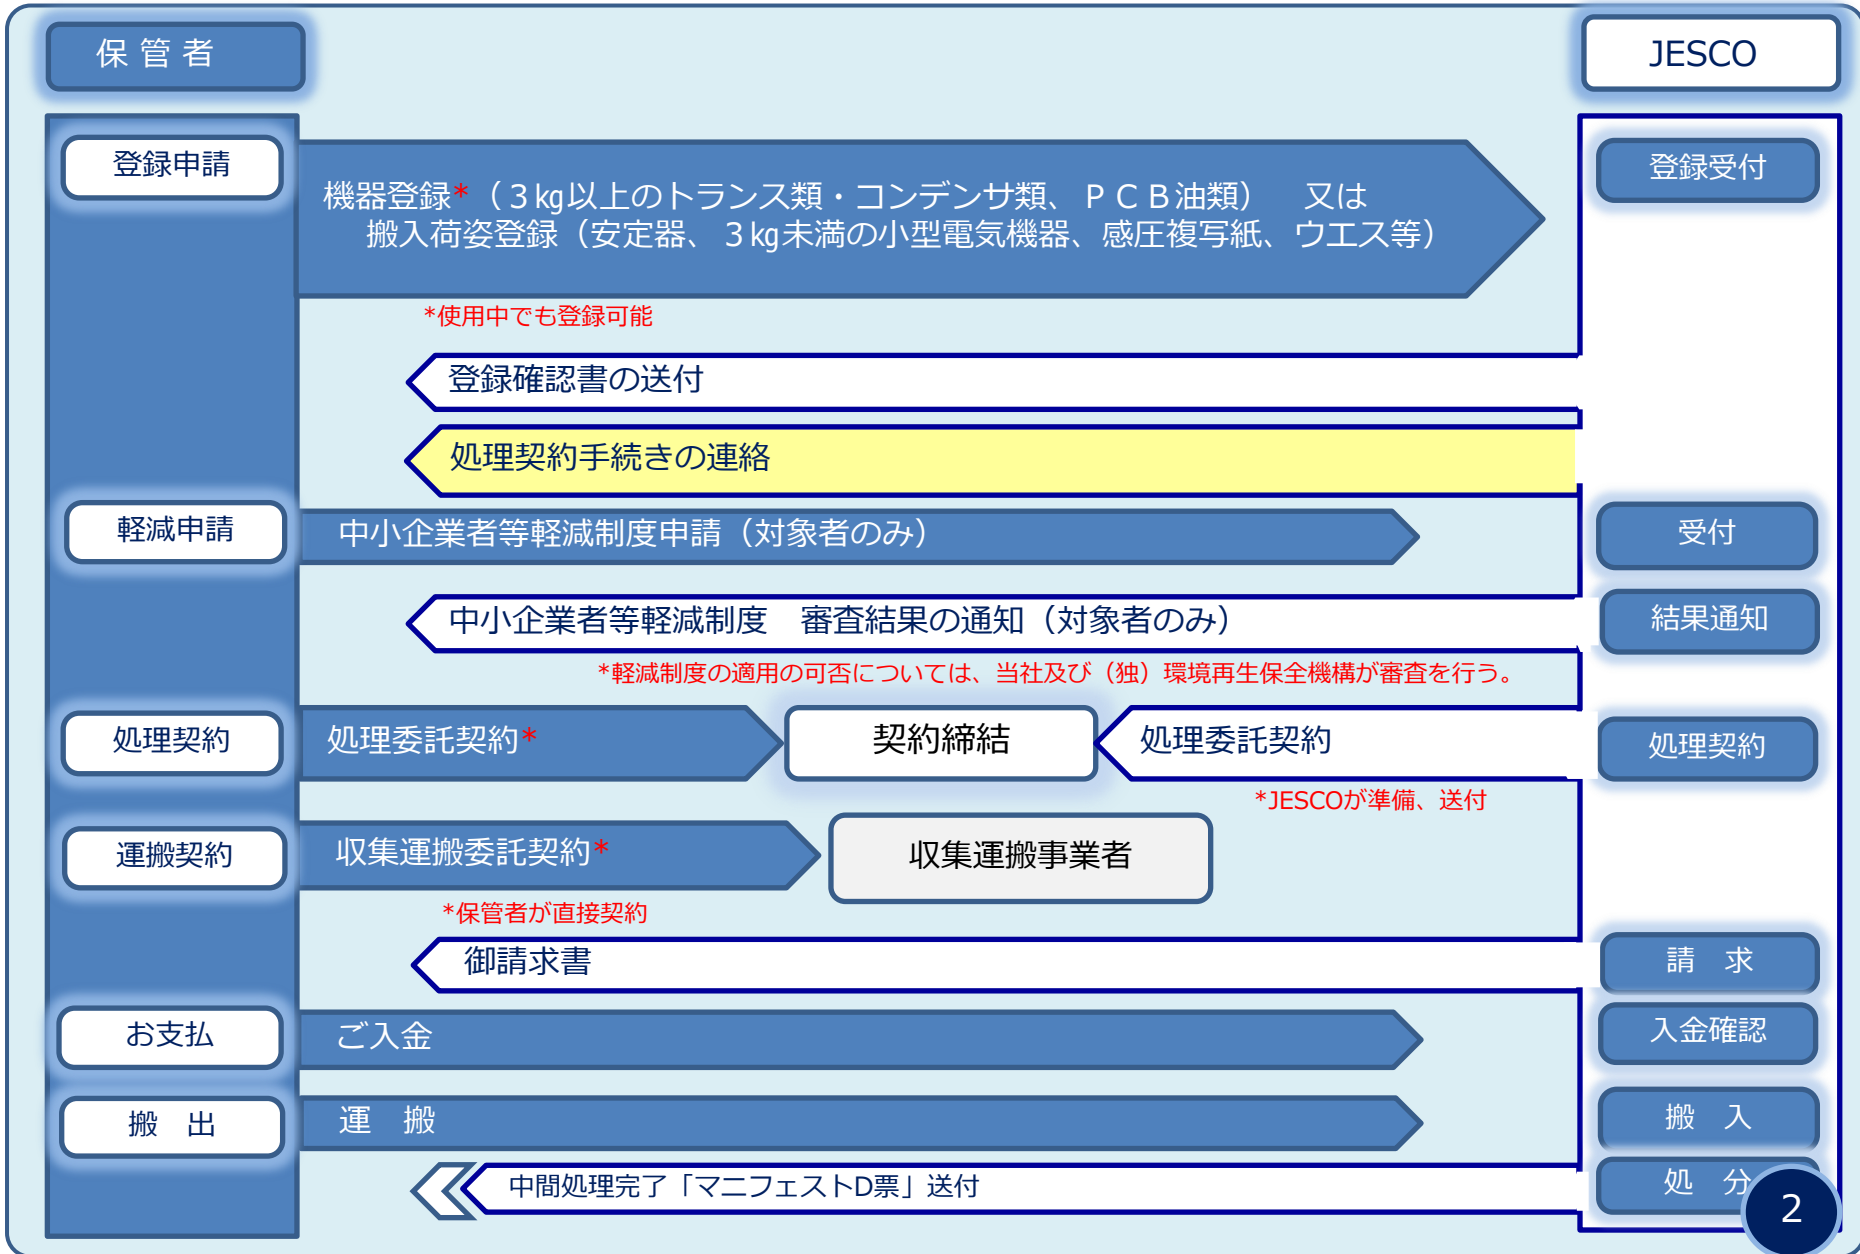 保 管 者
JESCO
登録申請
機器登録*（３㎏以上のトランス類・コンデンサ類、ＰＣＢ油類）　又は
搬入荷姿登録（安定器、３㎏未満の小型電気機器、感圧複写紙、ウエス等）
登録受付
*使用中でも登録可能
登録確認書の送付
処理契約手続きの連絡
軽減申請
中小企業者等軽減制度申請（対象者のみ）
受付
中小企業者等軽減制度　審査結果の通知（対象者のみ）
結果通知
*軽減制度の適用の可否については、当社及び（独）環境再生保全機構が審査を行う。
処理契約
処理委託契約*
契約締結
処理委託契約
処理契約
*JESCOが準備、送付
運搬契約
収集運搬委託契約*
収集運搬事業者
*保管者が直接契約
御請求書
請　求
お支払
ご入金
入金確認
搬　出
運　搬
搬　入
中間処理完了「マニフェストD票」送付
処　分
2